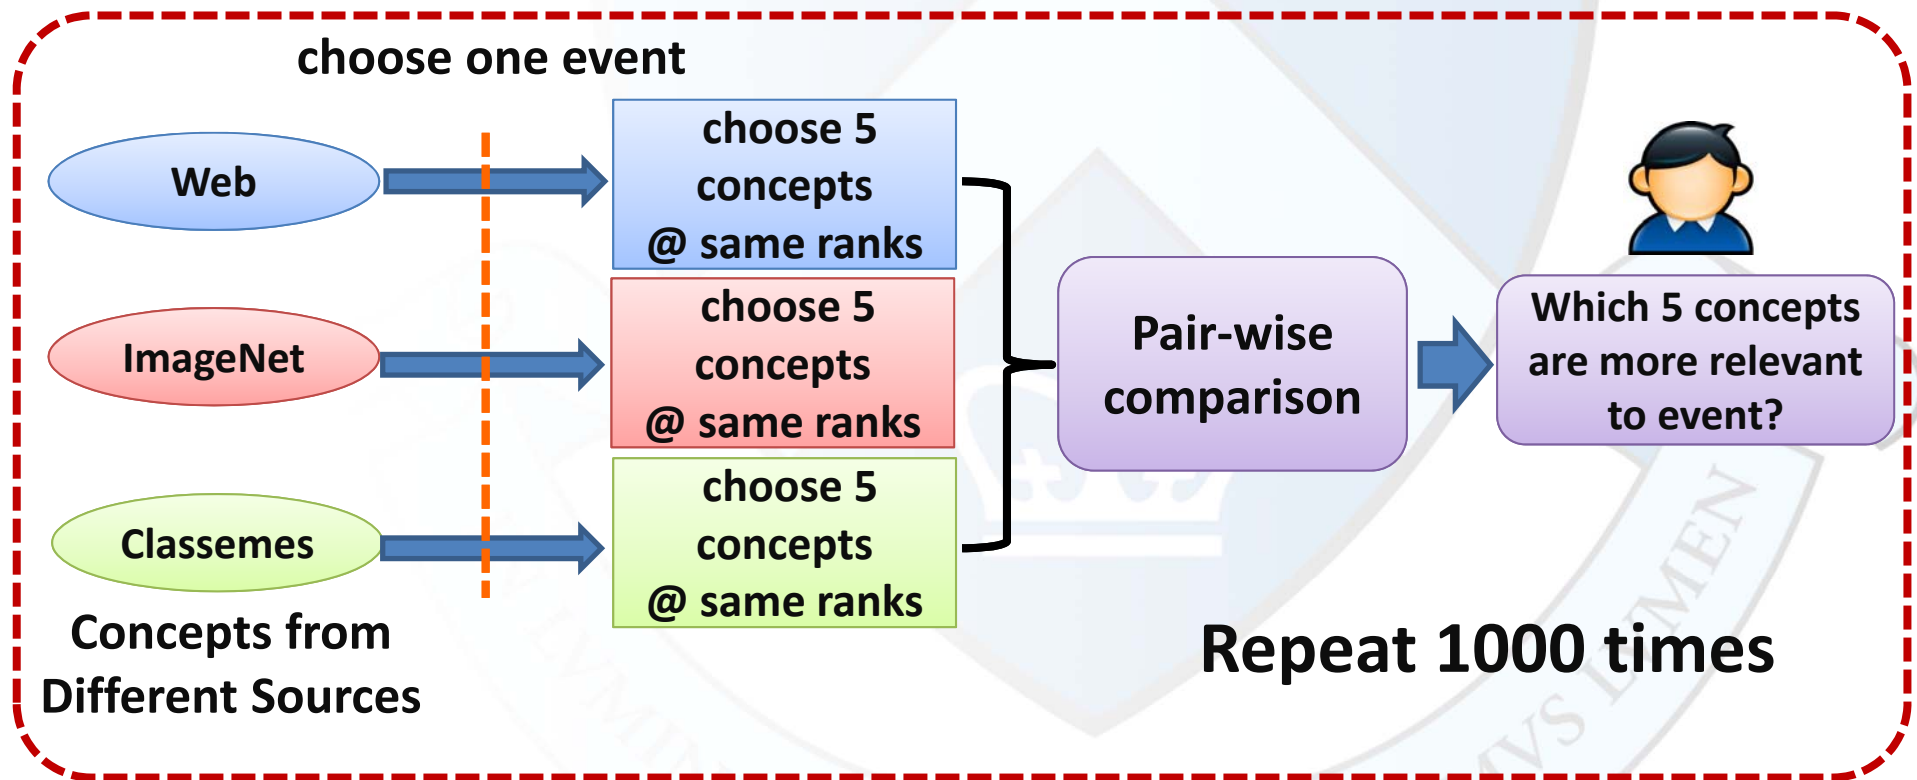 choose one event
Web
choose 5
concepts
@ same ranks
ImageNet
choose 5
concepts
@ same ranks
Classemes
choose 5
concepts
@ same ranks
Concepts from
Different Sources
Pair-wise
comparison
Which 5 concepts
are more relevant
to event?
Repeat 1000 times